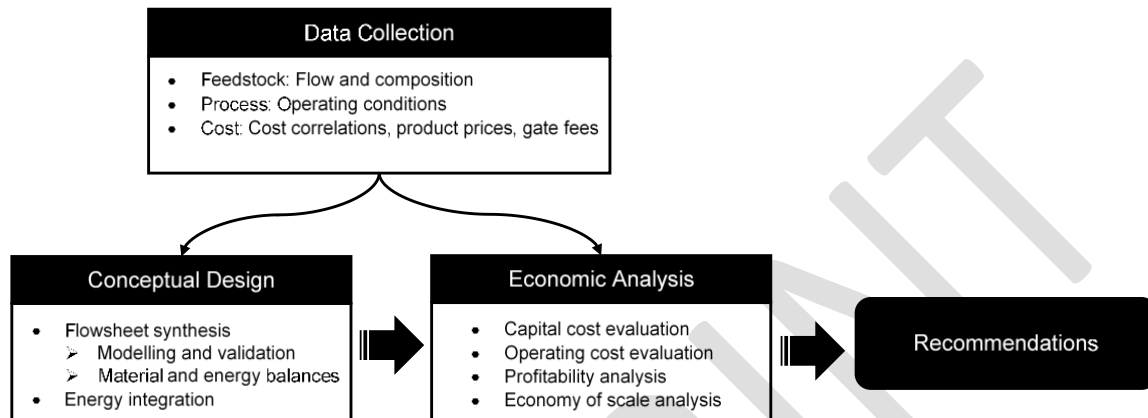 Data Collection
• Feedstock: Flow and composition
• Process: Operating conditions
• Cost: Cost correlations, product prices, gate fees
Conceptual Design
• Flowsheet synthesis
➢ Modelling and validation
➢ Material and energy balances
• Energy integration
Economic Analysis
• Capital cost evaluation
• Operating cost evaluation
• Profitability analysis
• Economy of scale analysis
Recommendations